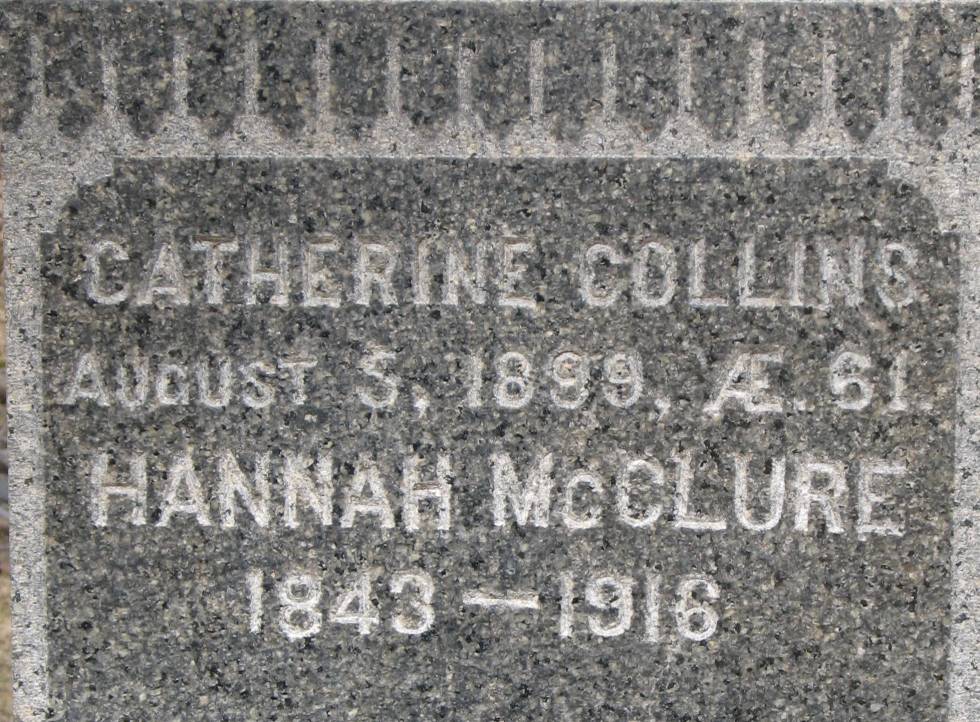 CATHERINE COLLINS
AUGUST 5, 1899, Æ. 61.
HANNAH McCLURE
1843 — 1916